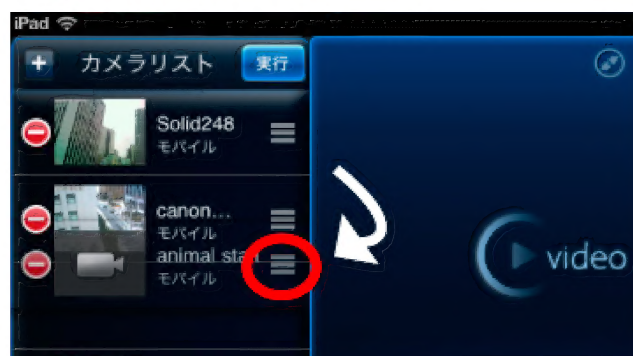 iPad
カメラリスト 実行
Solid248
モバイル
canon...
モバイル
animal stan
モバイル
video